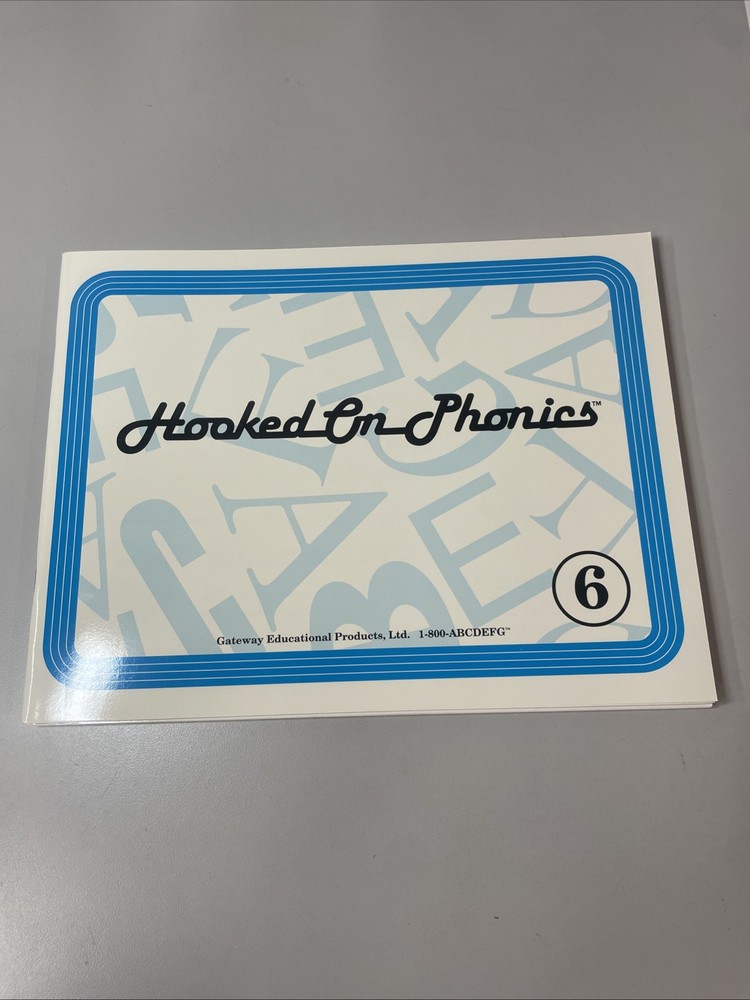 Hooked On Phonics™
6
Gateway Educational Products, Ltd. 1-800-ABCDEFG™